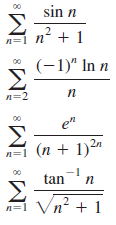 ∑_{n=1}^{∞} sin n / (n² + 1)
∑_{n=2}^{∞} (−1)ⁿ ln n / n
∑_{n=1}^{∞} eⁿ / (n + 1)²ⁿ
∑_{n=1}^{∞} tan⁻¹ n / √(n² + 1)